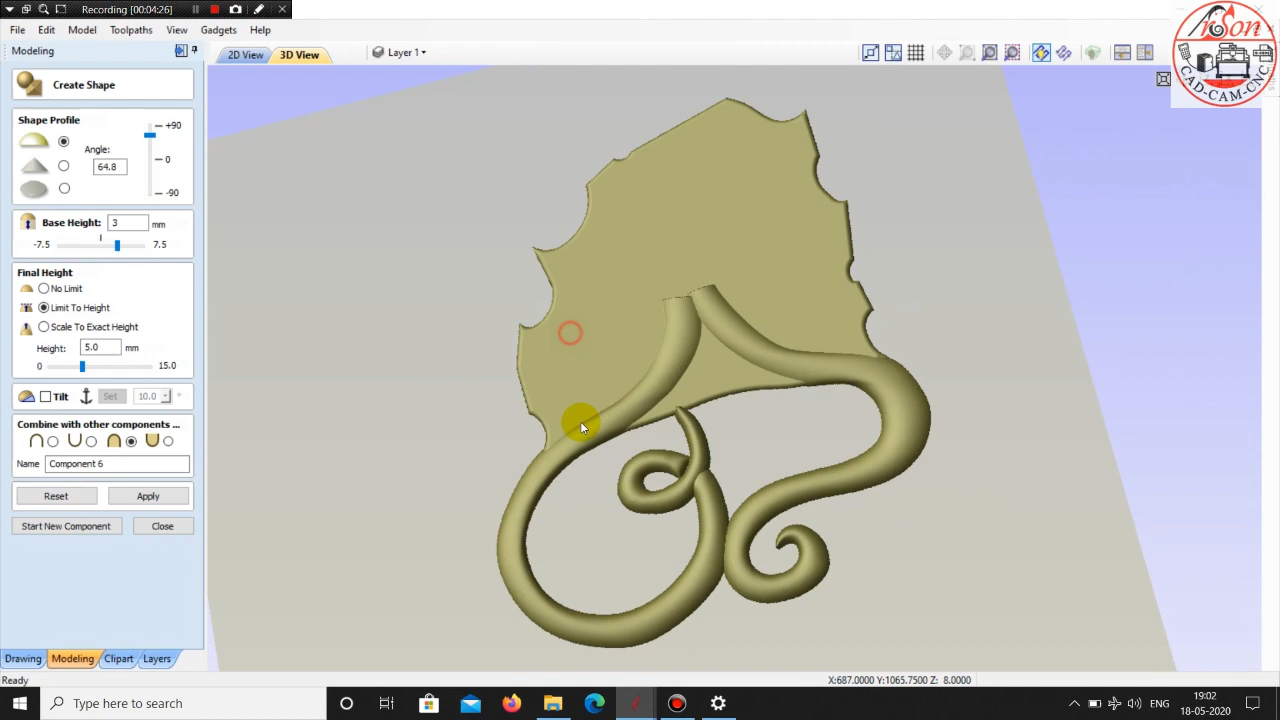 Recording [00:04:26]
File Edit Model Toolpaths View Gadgets Help
Modeling
2D View 3D View Layer 1
Create Shape
Shape Profile
+90
Angle:
64.8
0
-90
Base Height: 3 mm
-7.5 7.5
Final Height
No Limit
Limit To Height
Scale To Exact Height
Height: 5.0 mm
0 15.0
Tilt Set 10.0 °
Combine with other components ...
Name Component 6
Reset Apply
Start New Component Close
Drawing Modeling Clipart Layers
Ready
X:687.0000 Y:1065.7500 Z: 8.0000
CAD-CAM-CNC
Type here to search
ENG
19:02
18-05-2020